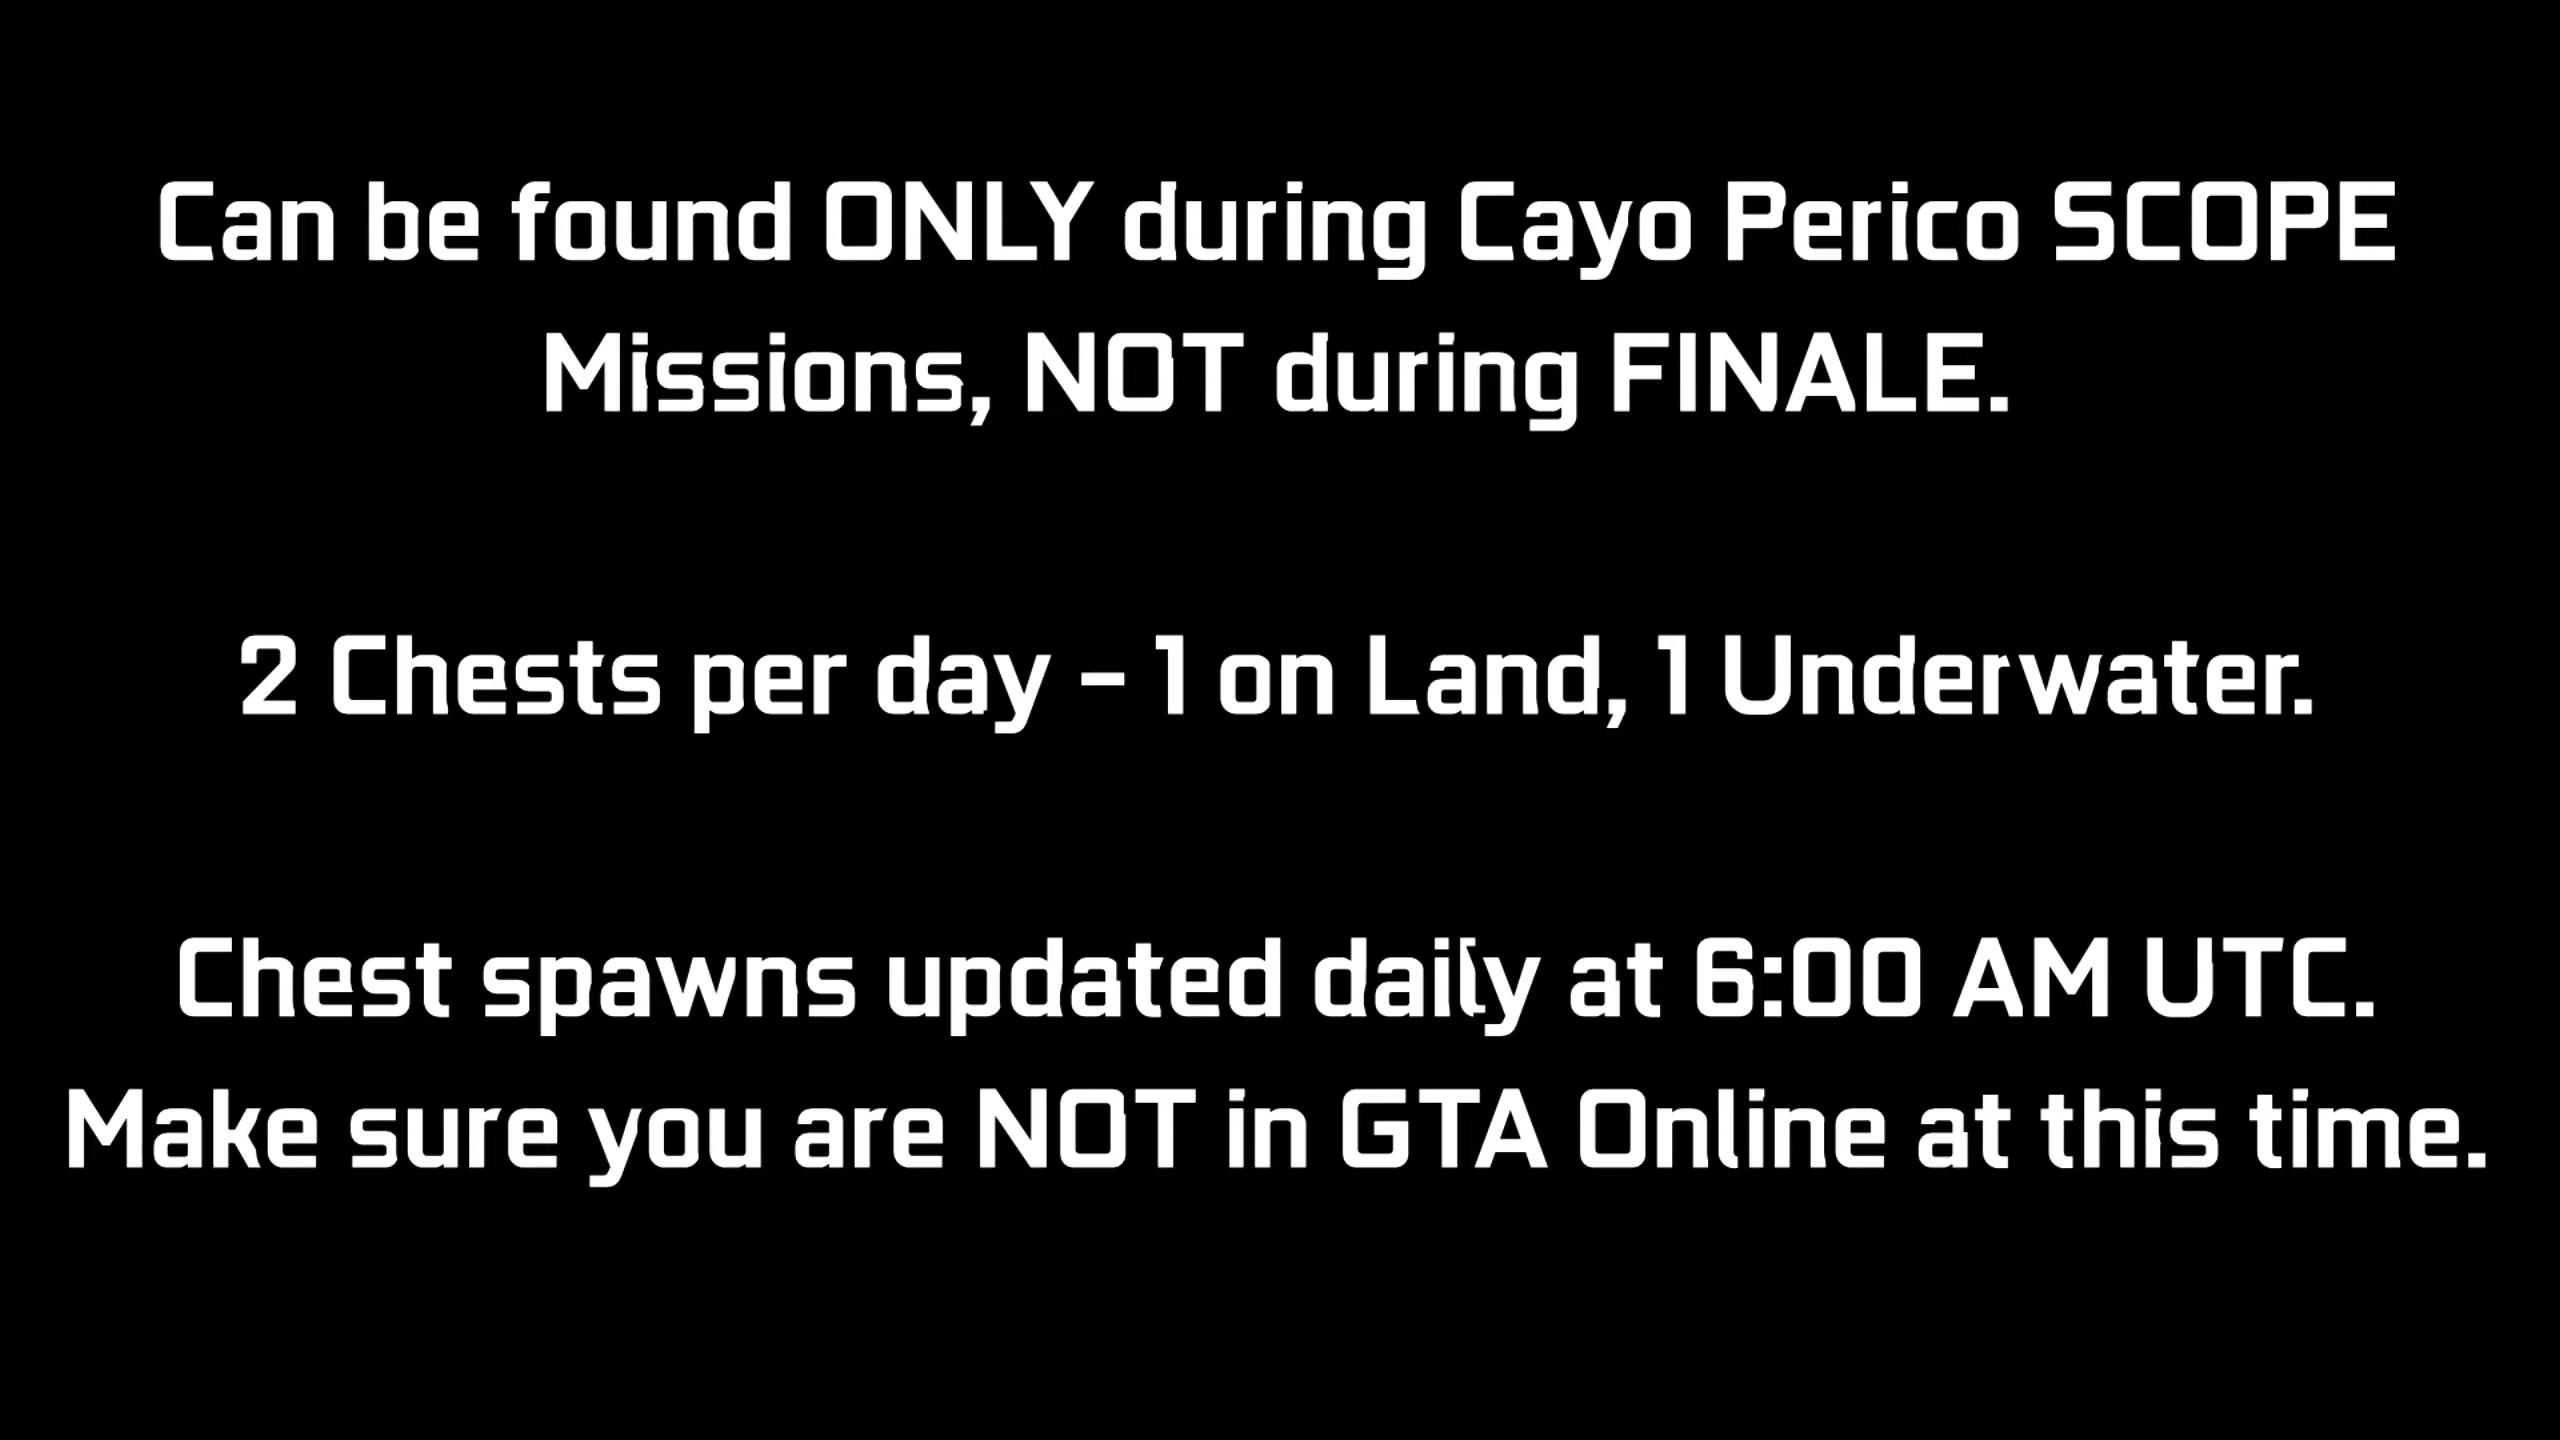 Can be found ONLY during Cayo Perico SCOPE
Missions, NOT during FINALE.
2 Chests per day - 1 on Land, 1 Underwater.
Chest spawns updated daily at 6:00 AM UTC.
Make sure you are NOT in GTA Online at this time.